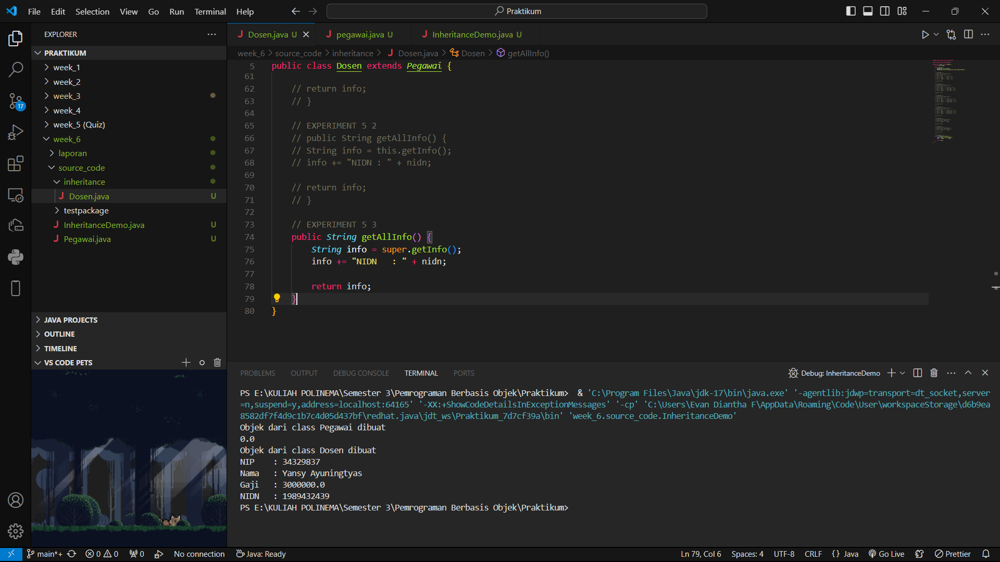 File Edit Selection View Go Run Terminal Help
Praktikum
EXPLORER
PRAKTIKUM
week_1
week_2
week_3
week_4
week_5 (Quiz)
week_6
laporan
source_code
inheritance
Dosen.java U
testpackage
InheritanceDemo.java U
Pegawai.java U
17
JAVA PROJECTS
OUTLINE
TIMELINE
VS CODE PETS
Dosen.java U pegawai.java U InheritanceDemo.java U
week_6 > source_code > inheritance > Dosen.java > Dosen > getAllInfo()
5 public class Dosen extends Pegawai {
61
62 // return info;
63 // }
64
65 // EXPERIMENT 5 2
66 // public String getAllInfo() {
67 // String info = this.getInfo();
68 // info += "NIDN : " + nidn;
69
70 // return info;
71 // }
72
73 // EXPERIMENT 5 3
74 public String getAllInfo() {
75 String info = super.getInfo();
76 info += "NIDN   : " + nidn;
77
78 return info;
79 }
80 }
PROBLEMS OUTPUT DEBUG CONSOLE TERMINAL PORTS
Debug: InheritanceDemo
PS E:\KULIAH POLINEMA\Semester 3\Pemrograman Berbasis Objek\Praktikum>  & 'C:\Program Files\Java\jdk-17\bin\java.exe' '-agentlib:jdwp=transport=dt_socket,server
=n,suspend=y,address=localhost:64165' '-XX:+ShowCodeDetailsInExceptionMessages' '-cp' 'C:\Users\Evan Diantha F\AppData\Roaming\Code\User\workspaceStorage\d6b9ea
8582df7f4d9c1b7c4d05d437bf\redhat.java\jdt_ws\Praktikum_7d7cf39a\bin' 'week_6.source_code.InheritanceDemo'
Objek dari class Pegawai dibuat
0.0
Objek dari class Dosen dibuat
NIP    : 34329837
Nama   : Yansy Ayuningtyas
Gaji   : 3000000.0
NIDN   : 1989432439
PS E:\KULIAH POLINEMA\Semester 3\Pemrograman Berbasis Objek\Praktikum>
main*+ 0 0 0 No connection Java: Ready Ln 79, Col 6 Spaces: 4 UTF-8 CRLF {} Java Go Live Prettier